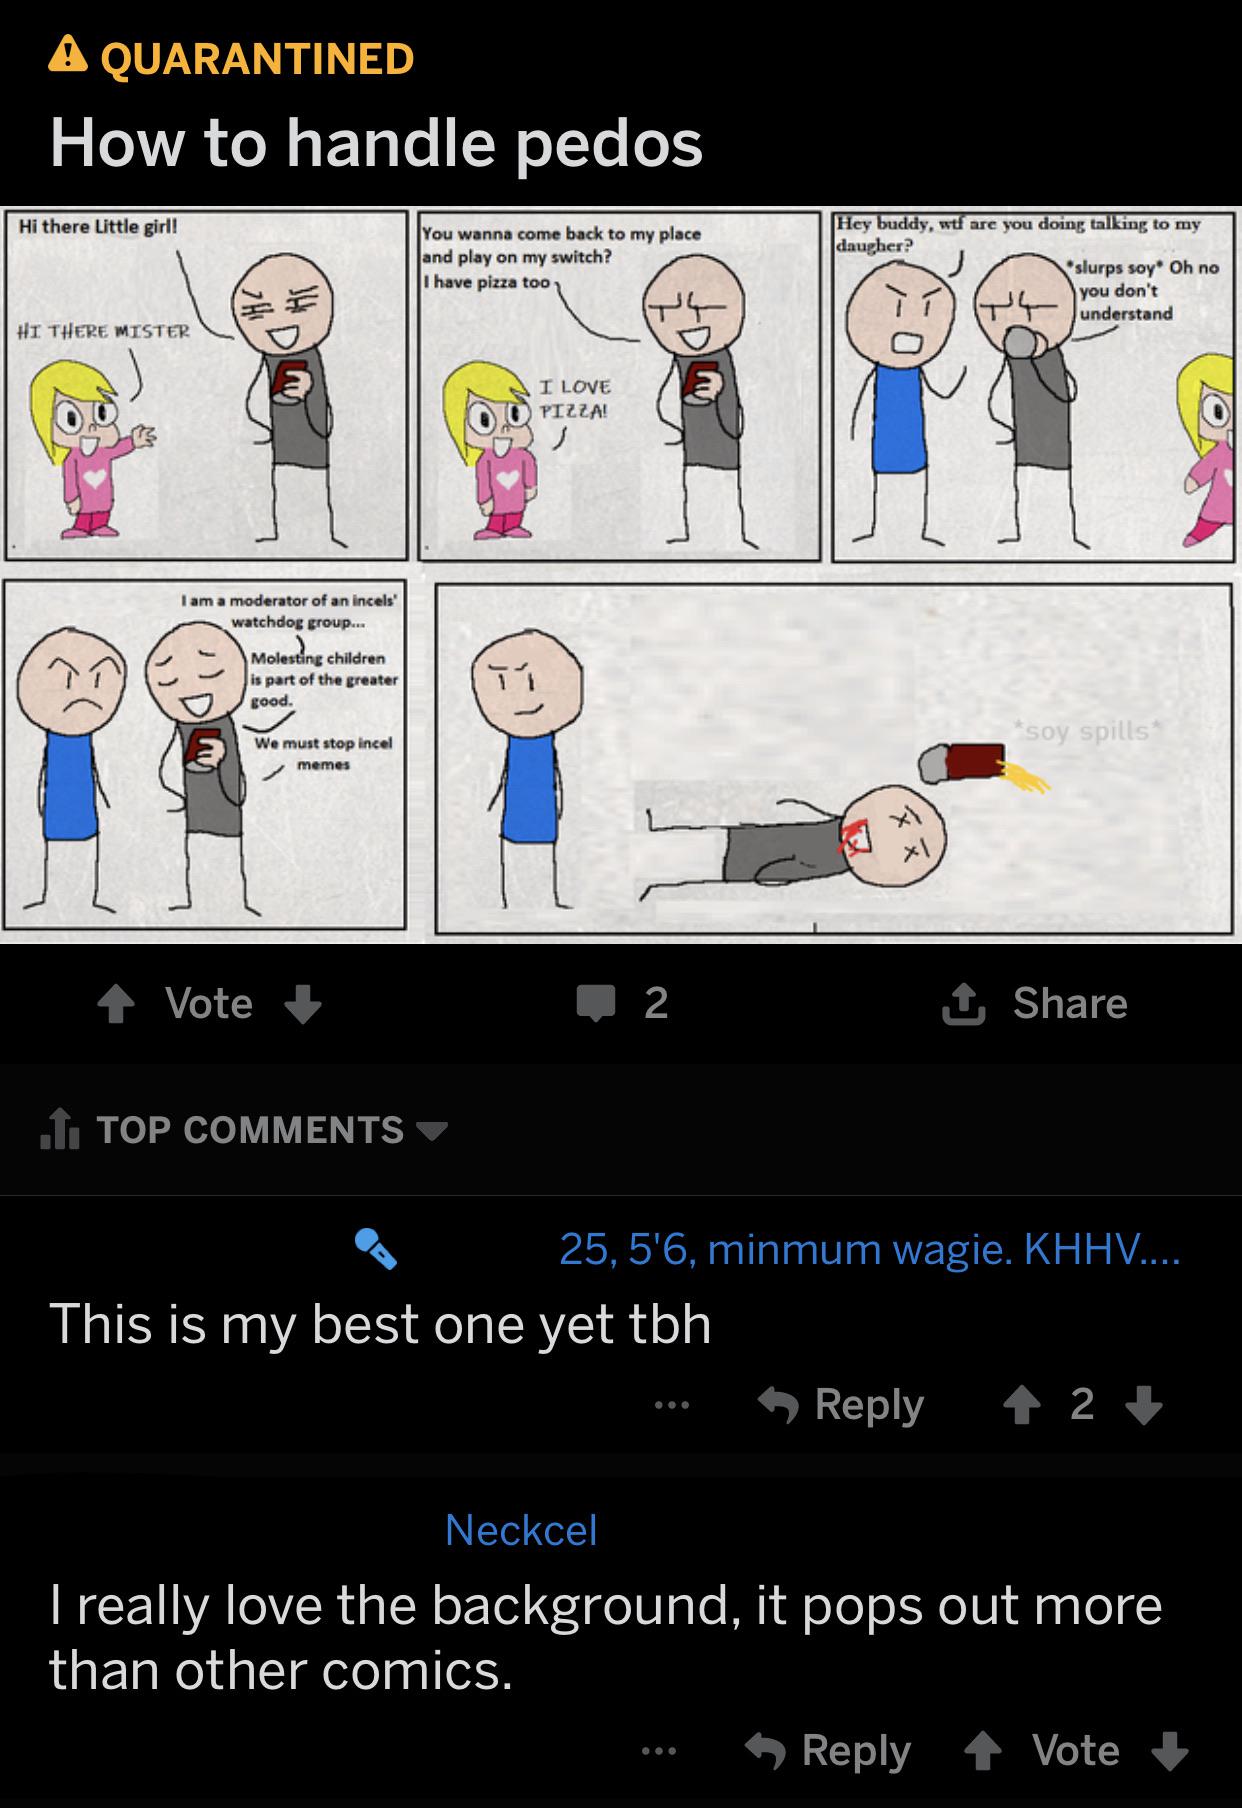 QUARANTINED
How to handle pedos
Hi there Little girl!
HI THERE MISTER
You wanna come back to my place
and play on my switch?
I have pizza too
I LOVE
PIZZA!
Hey buddy, wtf are you doing talking to my
daugher?
*slurps soy* Oh no
you don't
understand
I am a moderator of an incels'
watchdog group...
Molesting children
is part of the greater
good.
We must stop incel
memes
*soy spills*
Vote
2
Share
TOP COMMENTS
25, 5'6, minmum wagie. KHHV....
This is my best one yet tbh
Reply
2
Neckcel
I really love the background, it pops out more
than other comics.
Reply
Vote